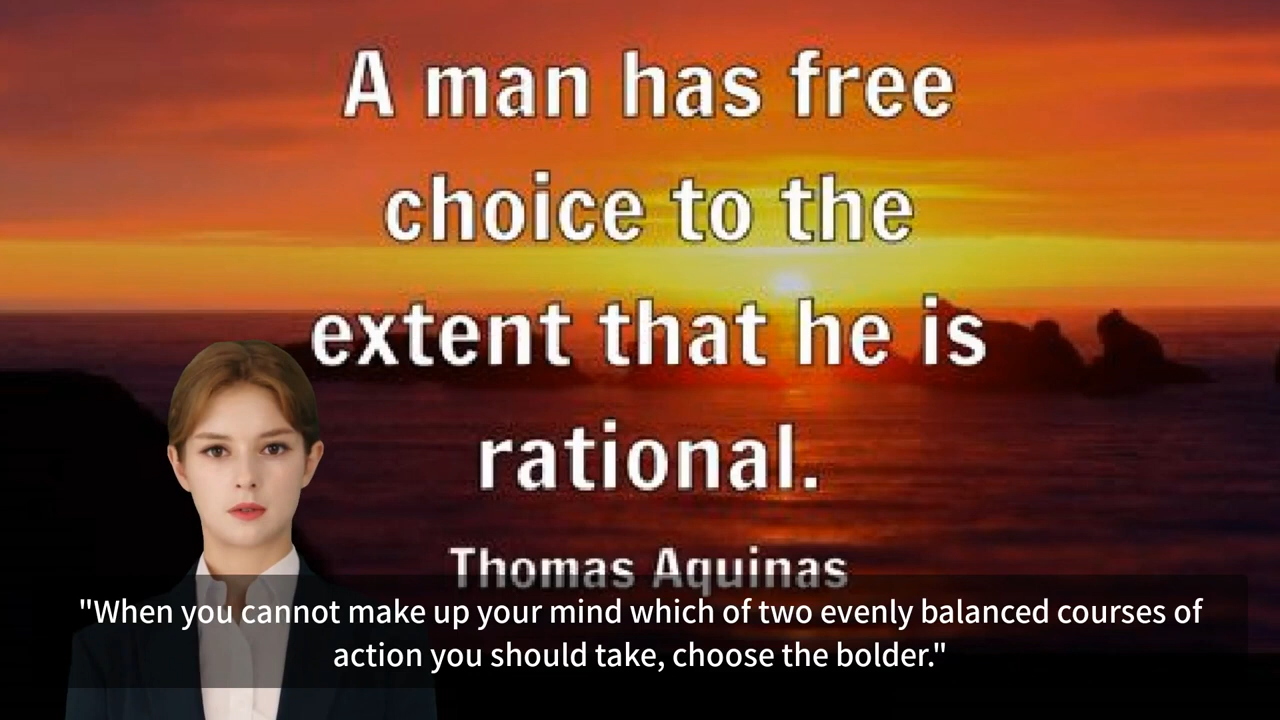 A man has free
choice to the
extent that he is
rational.
Thomas Aquinas
"When you cannot make up your mind which of two evenly balanced courses of
action you should take, choose the bolder."